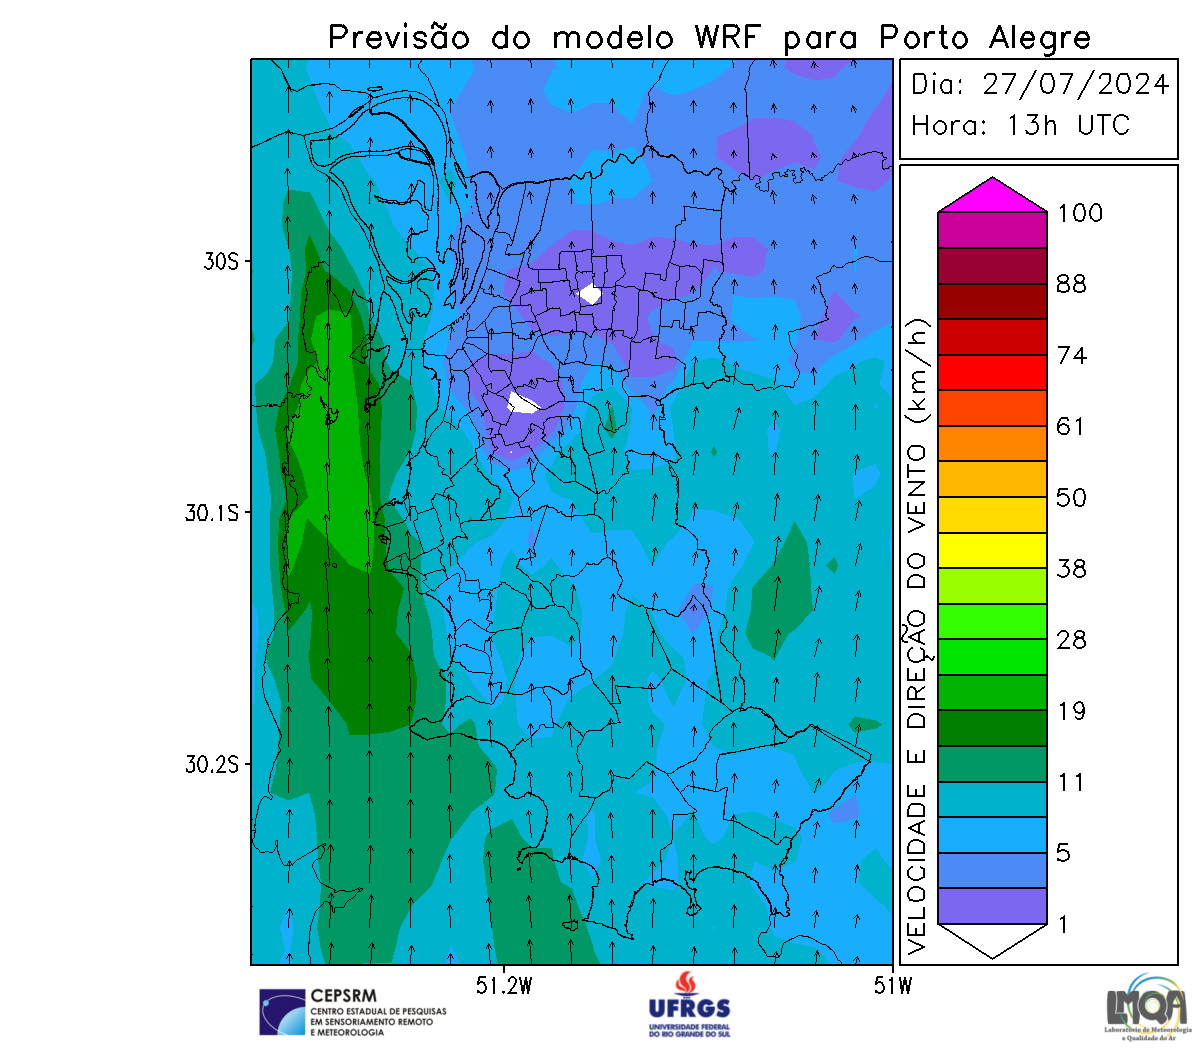 Previsão do modelo WRF para Porto Alegre
Dia: 27/07/2024
Hora: 13h UTC
100
88
74
61
50
38
28
19
11
5
1
VELOCIDADE E DIREÇÃO DO VENTO (km/h)
30S
30.1S
30.2S
51.2W
51W
CEPSRM
CENTRO ESTADUAL DE PESQUISAS
EM SENSORIAMENTO REMOTO
E METEOROLOGIA
UFRGS
UNIVERSIDADE FEDERAL
DO RIO GRANDE DO SUL
LMQA
Laboratório de Meteorologia
e Qualidade do Ar